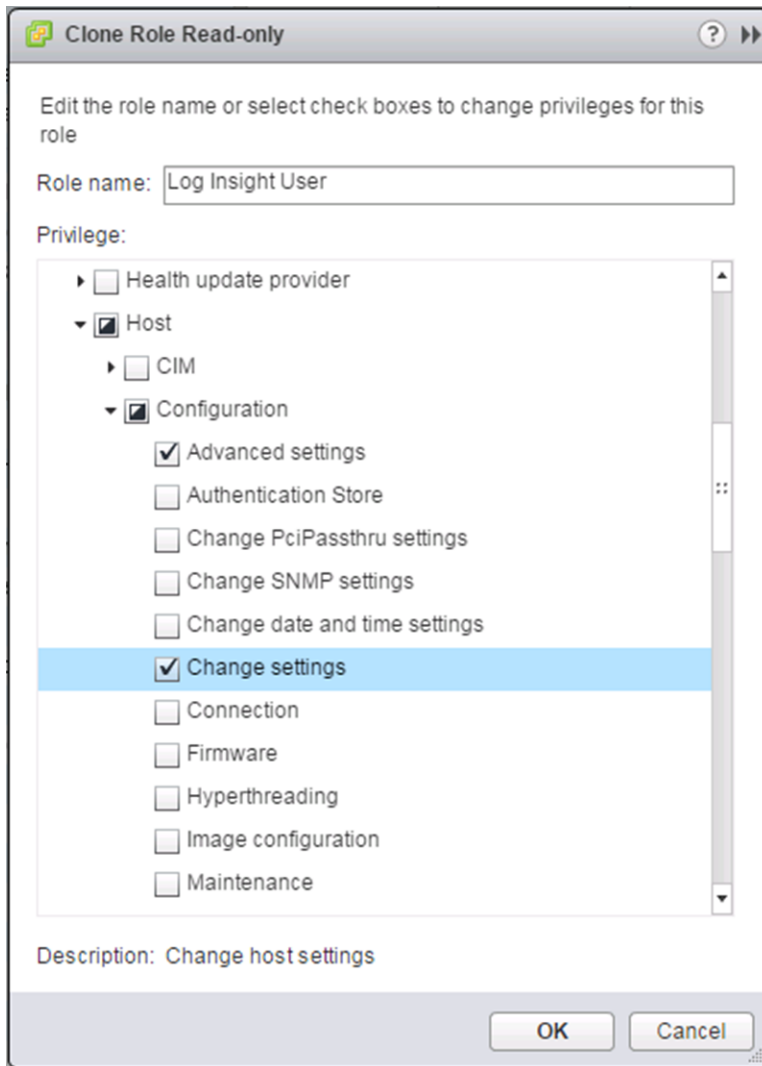 Clone Role Read-only
?
Edit the role name or select check boxes to change privileges for this
role
Role name: Log Insight User
Privilege:
Health update provider
Host
CIM
Configuration
Advanced settings
Authentication Store
Change PciPassthru settings
Change SNMP settings
Change date and time settings
Change settings
Connection
Firmware
Hyperthreading
Image configuration
Maintenance
Description: Change host settings
OK Cancel